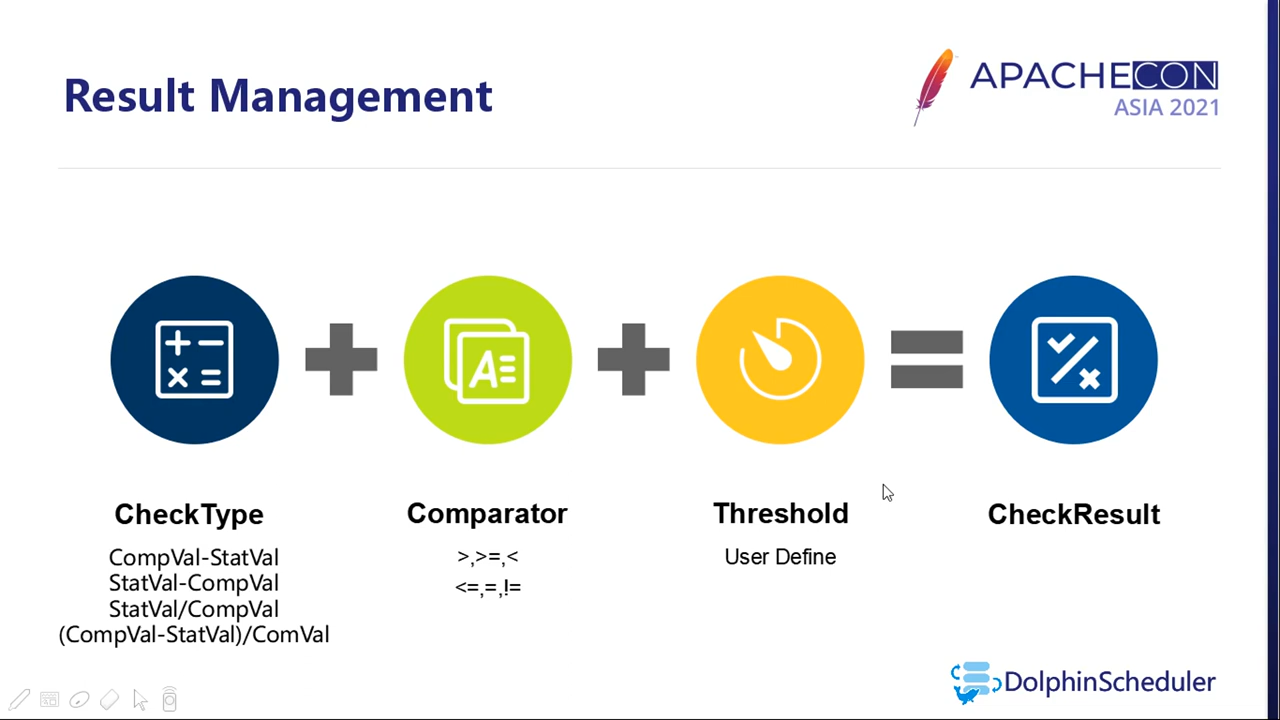 Result Management
APACHECON
ASIA 2021
CheckType
CompVal-StatVal
StatVal-CompVal
StatVal/CompVal
(CompVal-StatVal)/ComVal
Comparator
>,>=,<
<=,=,!=
Threshold
User Define
CheckResult
DolphinScheduler